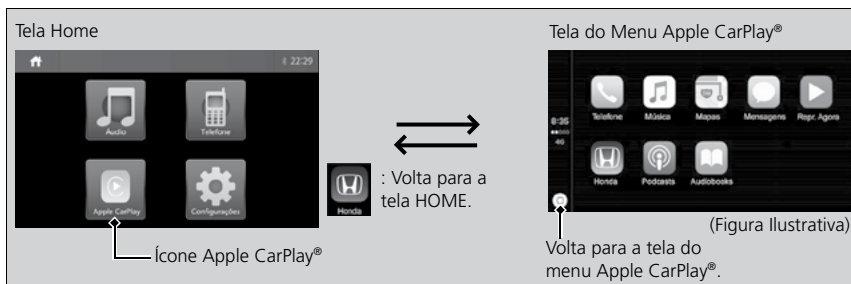 Tela Home
22:29
Áudio
Telefone
Apple CarPlay
Configurações
Ícone Apple CarPlay®
Honda
: Volta para a
tela HOME.
Tela do Menu Apple CarPlay®
8:35
4G
Telefone
Música
Mapas
Mensagens
Repr. Agora
Honda
Podcasts
Audiobooks
(Figura Ilustrativa)
Volta para a tela do
menu Apple CarPlay®.